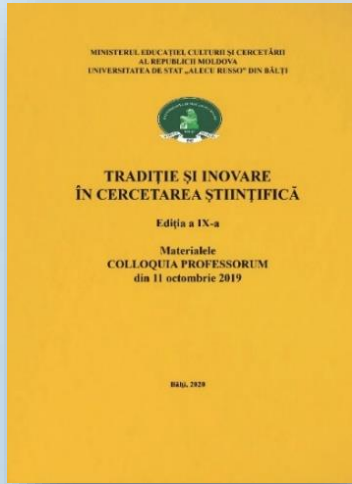 MINISTERUL EDUCAȚIEI, CULTURII ȘI CERCETĂRII
AL REPUBLICII MOLDOVA
UNIVERSITATEA DE STAT „ALECU RUSSO” DIN BĂLȚI
TRADIȚIE ȘI INOVARE
ÎN CERCETAREA ȘTIINȚIFICĂ
Ediția a IX-a
Materialele
COLLOQUIA PROFESSORUM
din 11 octombrie 2019
Bălți, 2020